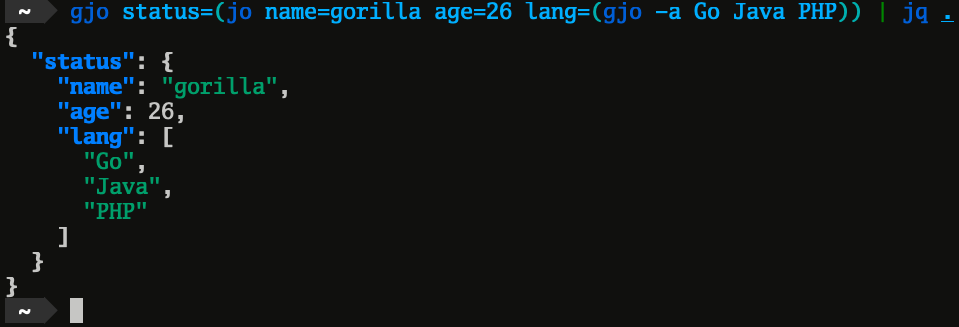 ~ gjo status=(jo name=gorilla age=26 lang=(gjo -a Go Java PHP)) | jq .
{
  "status": {
    "name": "gorilla",
    "age": 26,
    "lang": [
      "Go",
      "Java",
      "PHP"
    ]
  }
}
~